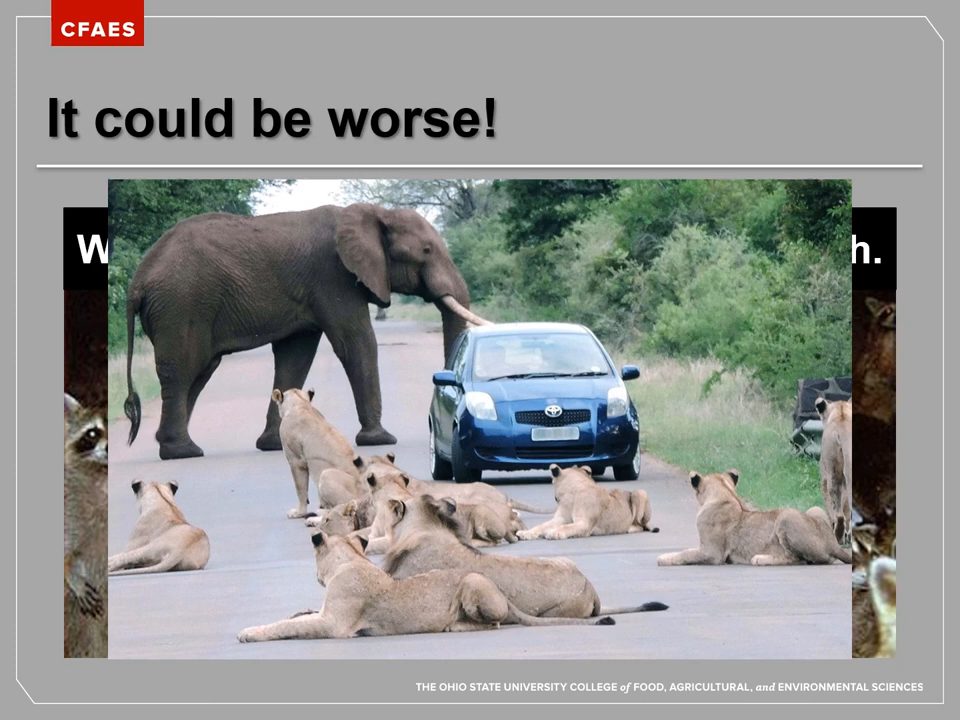 CFAES
It could be worse!
THE OHIO STATE UNIVERSITY COLLEGE of FOOD, AGRICULTURAL, and ENVIRONMENTAL SCIENCES